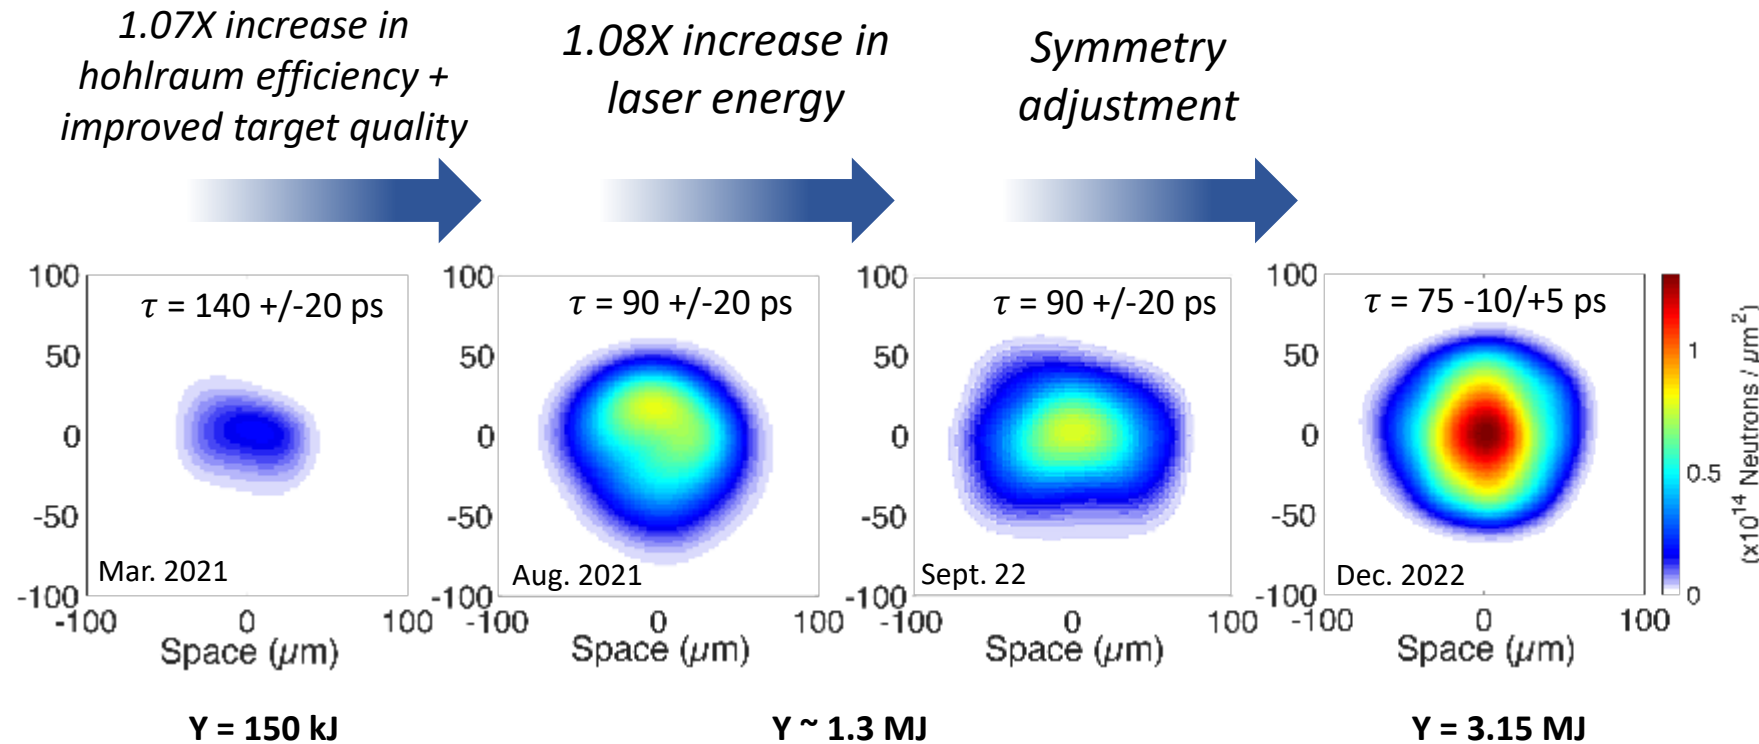 1.07X increase in
hohlraum efficiency +
improved target quality
1.08X increase in
laser energy
Symmetry
adjustment
100
50
0
-50
-100
τ = 140 +/-20 ps
Mar. 2021
-100 0 100
Space (μm)
100
50
0
-50
-100
τ = 90 +/-20 ps
Aug. 2021
-100 0 100
Space (μm)
100
50
0
-50
-100
τ = 90 +/-20 ps
Sept. 22
-100 0 100
Space (μm)
100
50
0
-50
-100
τ = 75 -10/+5 ps
Dec. 2022
-100 0 100
Space (μm)
1
0.5
0
(x10¹⁴ Neutrons / μm²)
Y = 150 kJ
Y ~ 1.3 MJ
Y = 3.15 MJ